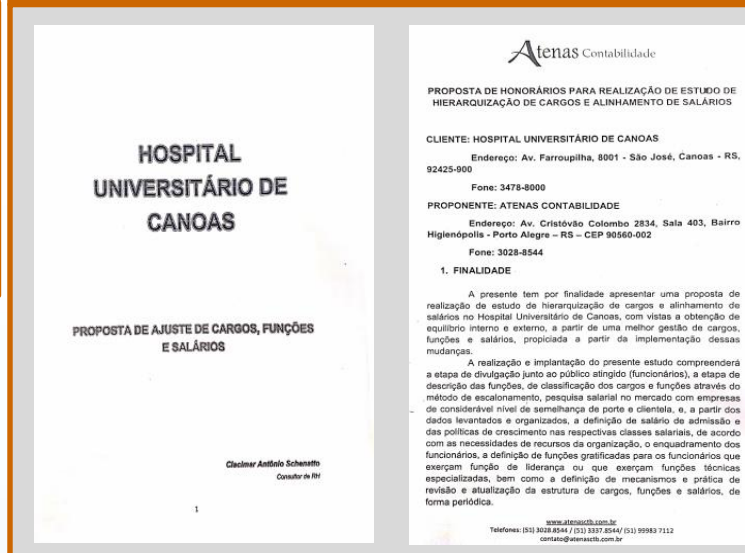 HOSPITAL
UNIVERSITÁRIO DE
CANOAS
PROPOSTA DE AJUSTE DE CARGOS, FUNÇÕES
E SALÁRIOS
Clacimar Antônio Schenatto
Consultor de RH
1
Atenas Contabilidade
PROPOSTA DE HONORÁRIOS PARA REALIZAÇÃO DE ESTUDO DE
HIERARQUIZAÇÃO DE CARGOS E ALINHAMENTO DE SALÁRIOS
CLIENTE: HOSPITAL UNIVERSITÁRIO DE CANOAS
Endereço: Av. Farroupilha, 8001 - São José, Canoas - RS,
92425-900
Fone: 3478-8000
PROPONENTE: ATENAS CONTABILIDADE
Endereço: Av. Cristóvão Colombo 2834, Sala 403, Bairro
Higienópolis - Porto Alegre – RS – CEP 90560-002
Fone: 3028-8544
1. FINALIDADE
A presente tem por finalidade apresentar uma proposta de
realização de estudo de hierarquização de cargos e alinhamento de
salários no Hospital Universitário de Canoas, com vistas a obtenção de
equilíbrio interno e externo, a partir de uma melhor gestão de cargos,
funções e salários, propiciada a partir da implementação dessas
mudanças.
A realização e implantação do presente estudo compreenderá
a etapa de divulgação junto ao público atingido (funcionários), a etapa de
descrição das funções, de classificação dos cargos e funções através do
método de escalonamento, pesquisa salarial no mercado com empresas
de considerável nível de semelhança de porte e clientela, e, a partir dos
dados levantados e organizados, a definição de salário de admissão e
das políticas de crescimento nas respectivas classes salariais, de acordo
com as necessidades de recursos da organização, o enquadramento dos
funcionários, a definição de funções gratificadas para os funcionários que
exerçam função de liderança ou que exerçam funções técnicas
especializadas, bem como a definição de mecanismos e prática de
revisão e atualização da estrutura de cargos, funções e salários, de
forma periódica.
www.atenasctb.com.br
Telefones: (51) 3028.8544 / (51) 3337.8544/ (51) 99983 7112
contato@atenasctb.com.br